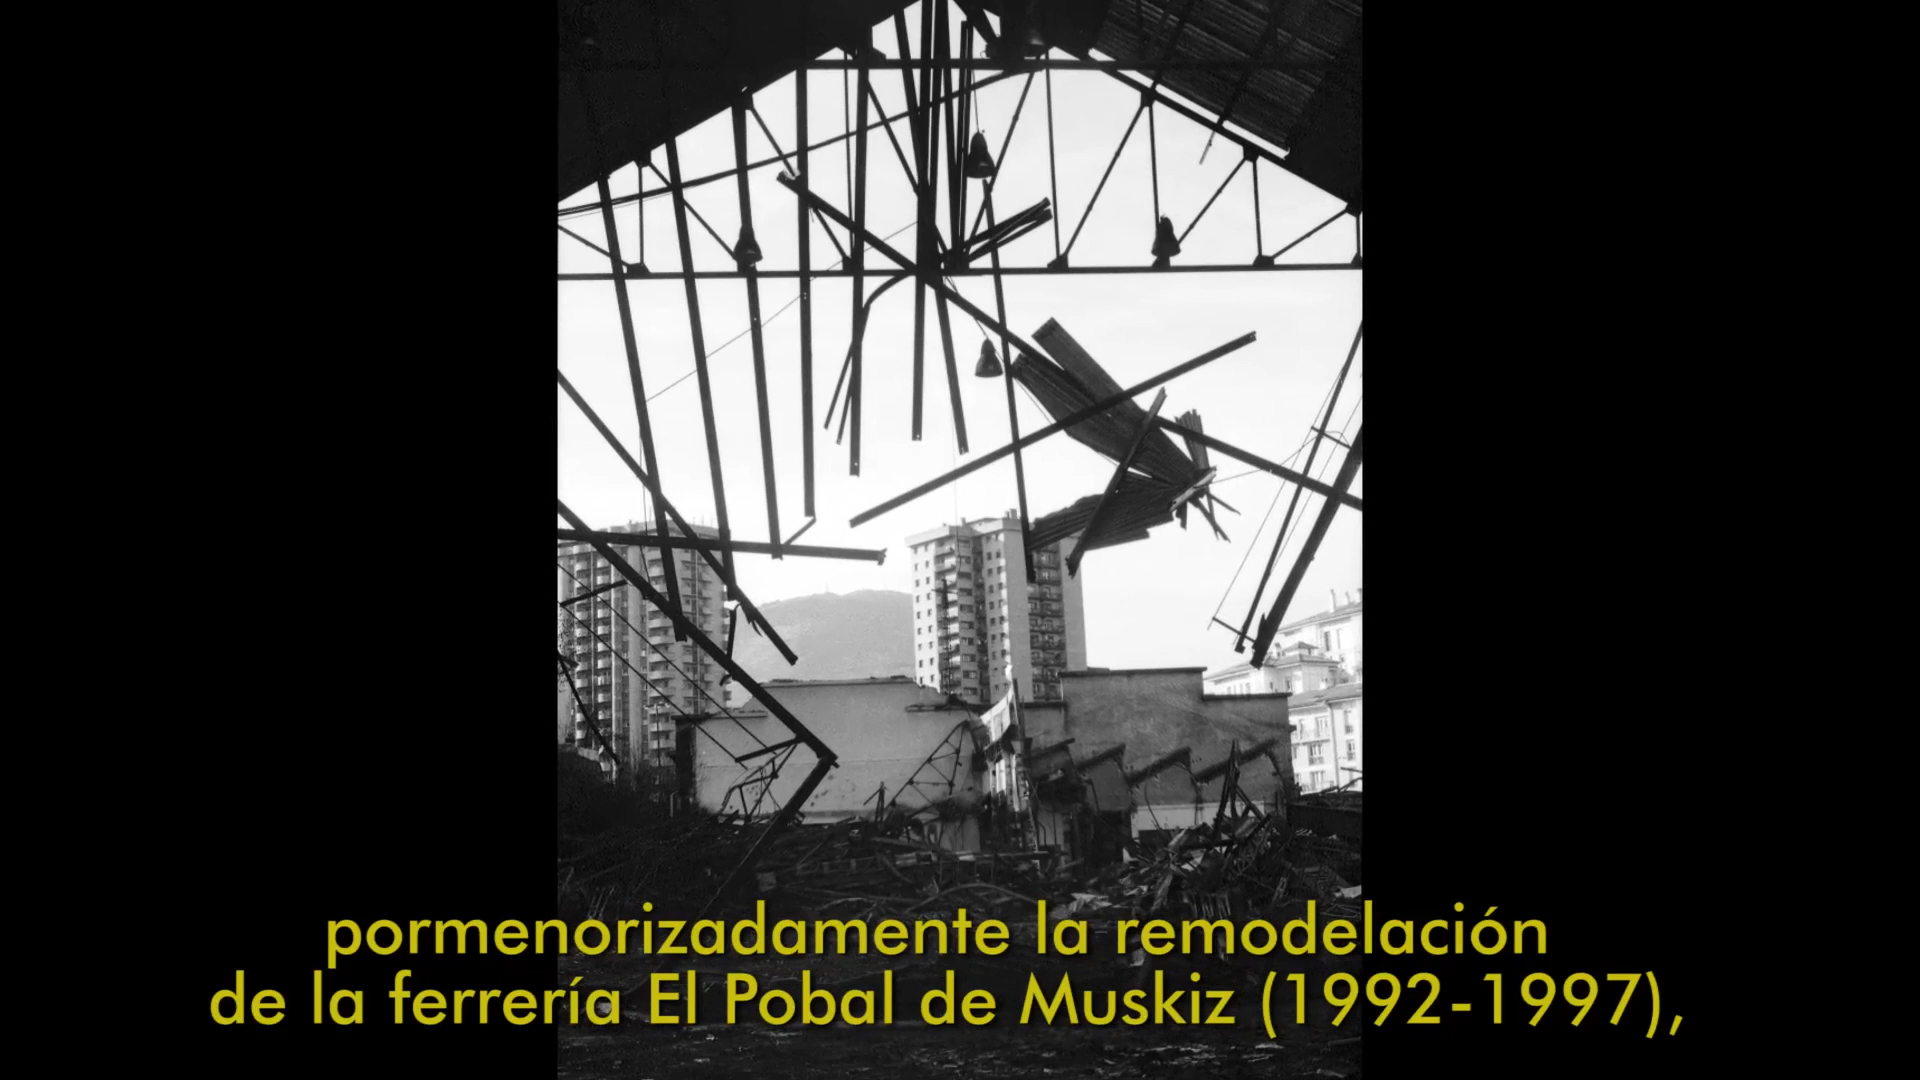 pormenorizadamente la remodelación
de la ferrería El Pobal de Muskiz (1992-1997),